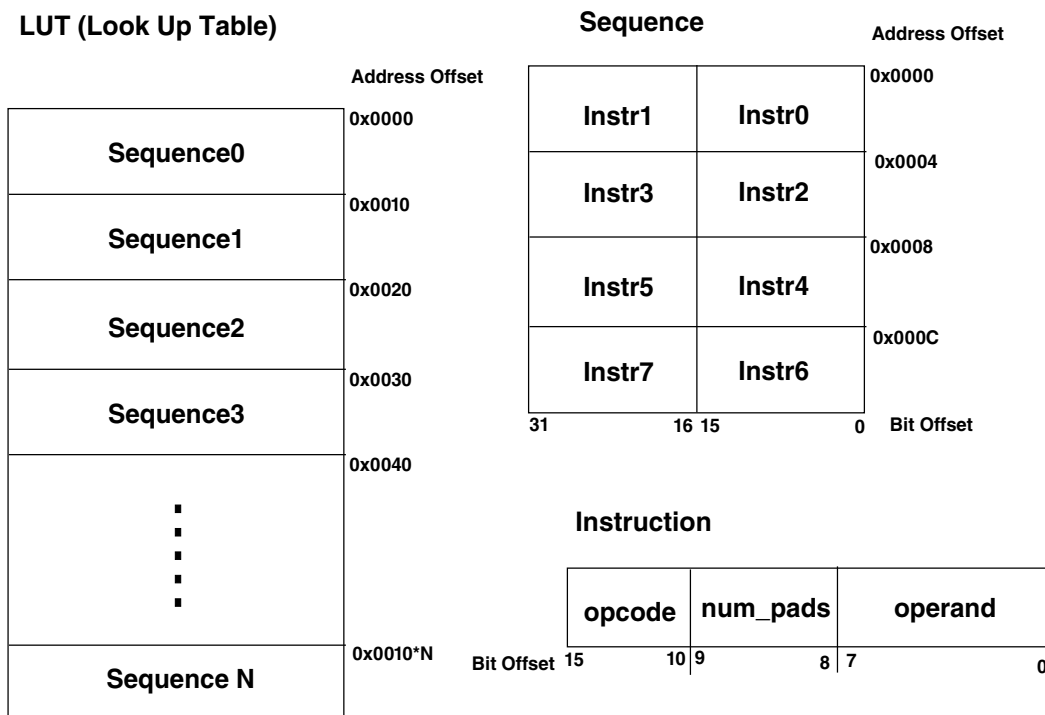 LUT (Look Up Table)
Address Offset
0x0000
Sequence0
0x0010
Sequence1
0x0020
Sequence2
0x0030
Sequence3
0x0040
0x0010*N
Sequence N
Sequence
Address Offset
0x0000
Instr1 Instr0
0x0004
Instr3 Instr2
0x0008
Instr5 Instr4
0x000C
Instr7 Instr6
31 16 15 0 Bit Offset
Instruction
opcode num_pads operand
Bit Offset 15 10 9 8 7 0